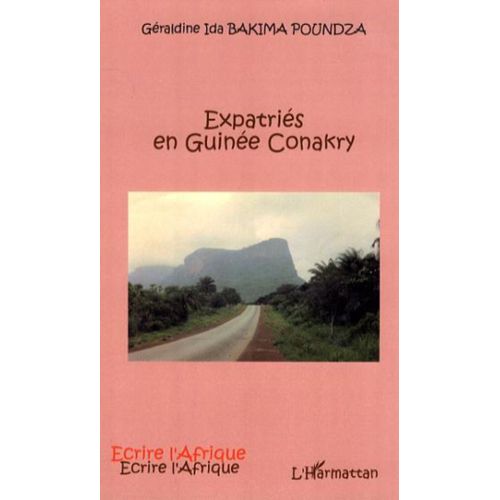 Géraldine Ida BAKIMA POUNDZA
Expatriés
en Guinée Conakry
Ecrire l'Afrique
Ecrire l'Afrique
L'Harmattan